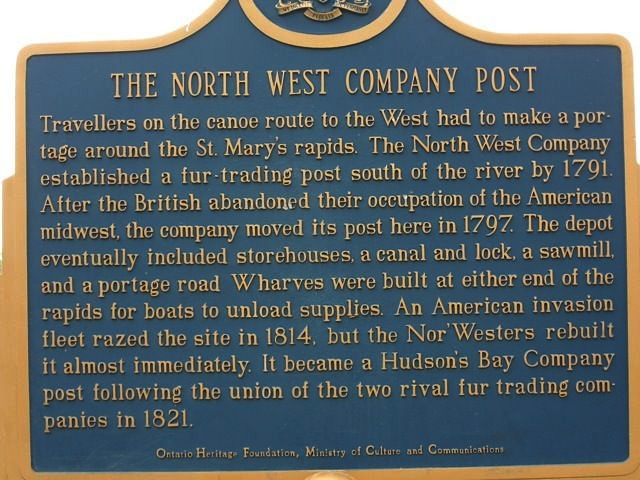 THE NORTH WEST COMPANY POST
Travellers on the canoe route to the West had to make a por-
tage around the St. Mary's rapids. The North West Company
established a fur-trading post south of the river by 1791.
After the British abandoned their occupation of the American
midwest, the company moved its post here in 1797. The depot
eventually included storehouses, a canal and lock, a sawmill,
and a portage road Wharves were built at either end of the
rapids for boats to unload supplies. An American invasion
fleet razed the site in 1814, but the Nor'Westers rebuilt
it almost immediately. It became a Hudson's Bay Company
post following the union of the two rival fur trading com-
panies in 1821.
Ontario Heritage Foundation, Ministry of Culture and Communications